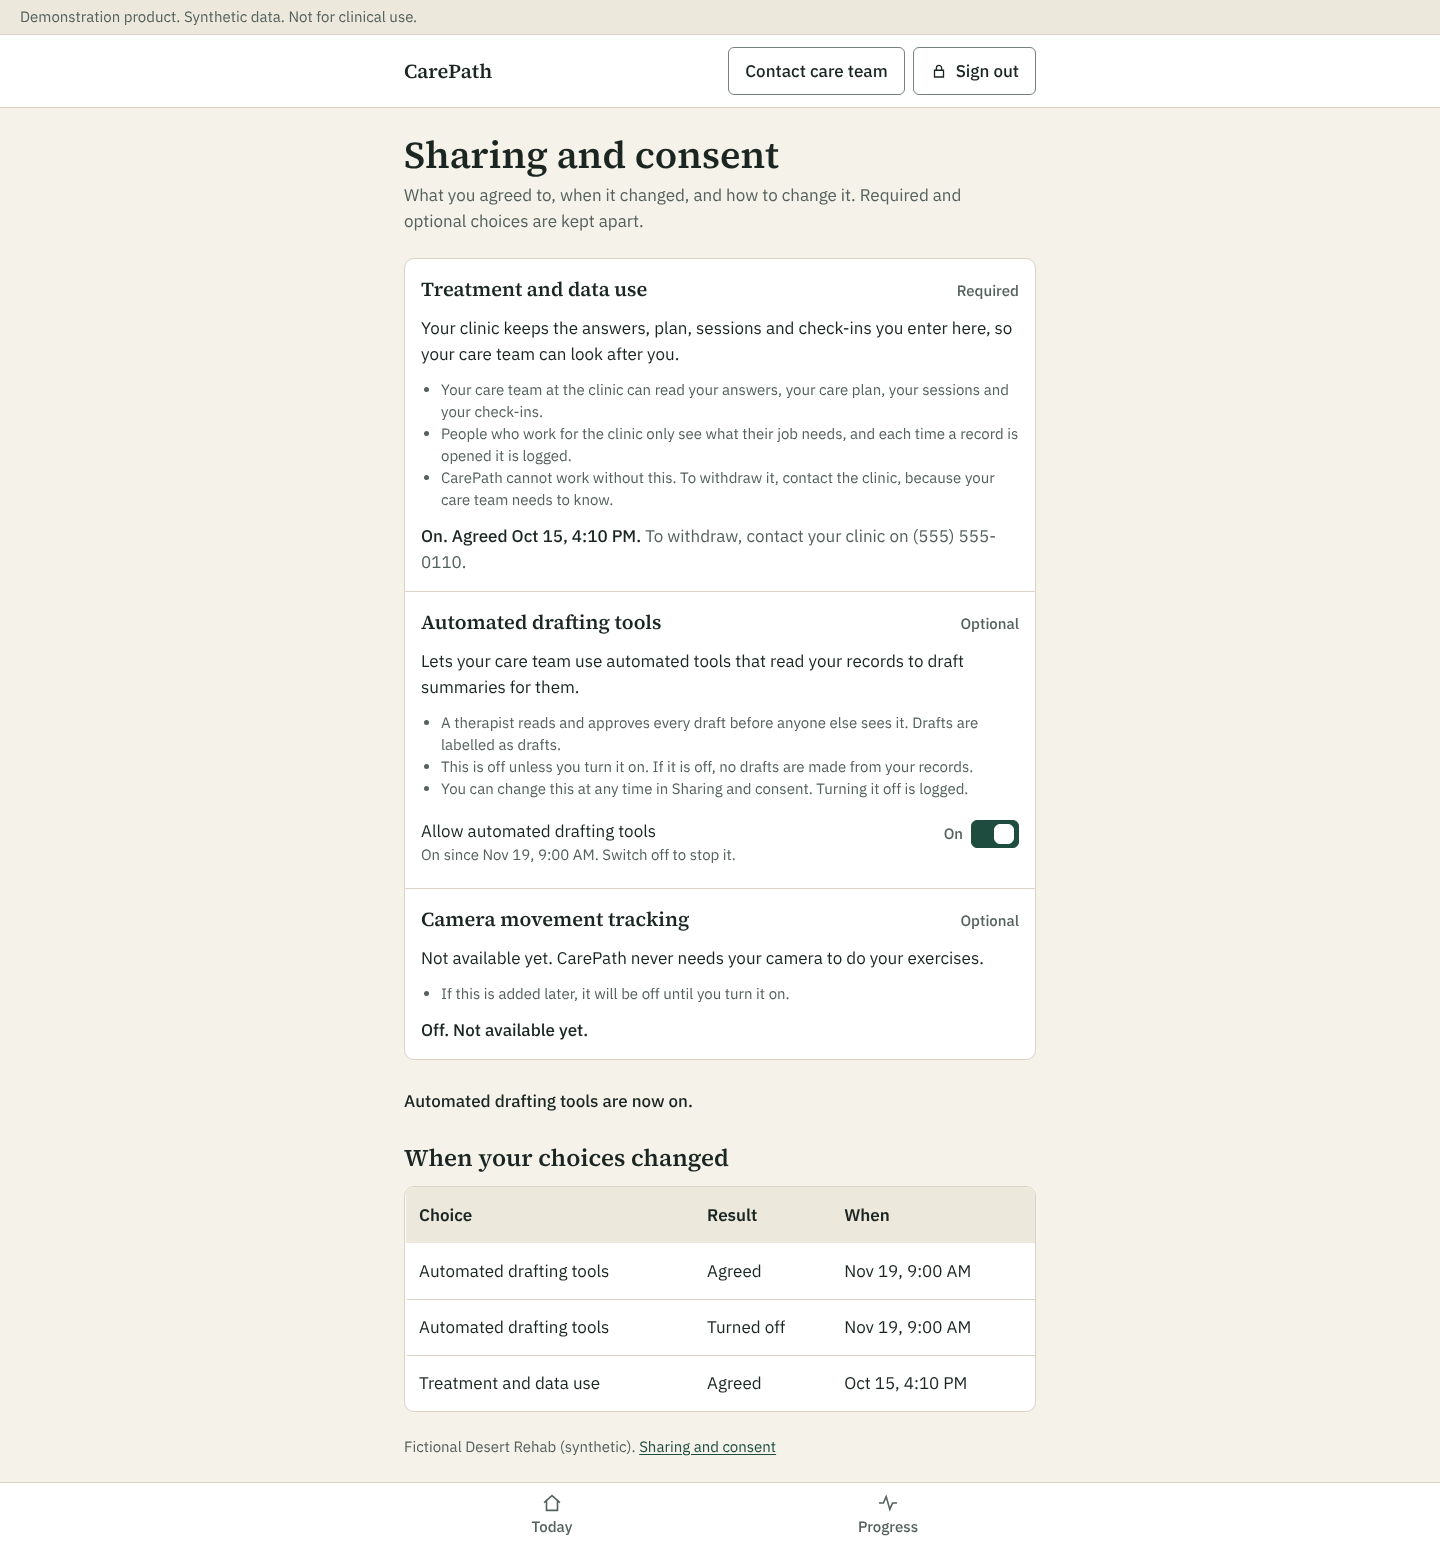 Demonstration product. Synthetic data. Not for clinical use.
CarePath
Contact care team
Sign out
Sharing and consent
What you agreed to, when it changed, and how to change it. Required and
optional choices are kept apart.
Treatment and data use
Required
Your clinic keeps the answers, plan, sessions and check-ins you enter here, so
your care team can look after you.
• Your care team at the clinic can read your answers, your care plan, your sessions and
your check-ins.
• People who work for the clinic only see what their job needs, and each time a record is
opened it is logged.
• CarePath cannot work without this. To withdraw it, contact the clinic, because your
care team needs to know.
On. Agreed Oct 15, 4:10 PM. To withdraw, contact your clinic on (555) 555-
0110.
Automated drafting tools
Optional
Lets your care team use automated tools that read your records to draft
summaries for them.
• A therapist reads and approves every draft before anyone else sees it. Drafts are
labelled as drafts.
• This is off unless you turn it on. If it is off, no drafts are made from your records.
• You can change this at any time in Sharing and consent. Turning it off is logged.
Allow automated drafting tools
On
On since Nov 19, 9:00 AM. Switch off to stop it.
Camera movement tracking
Optional
Not available yet. CarePath never needs your camera to do your exercises.
• If this is added later, it will be off until you turn it on.
Off. Not available yet.
Automated drafting tools are now on.
When your choices changed
Choice Result When
Automated drafting tools Agreed Nov 19, 9:00 AM
Automated drafting tools Turned off Nov 19, 9:00 AM
Treatment and data use Agreed Oct 15, 4:10 PM
Fictional Desert Rehab (synthetic). Sharing and consent
Today
Progress